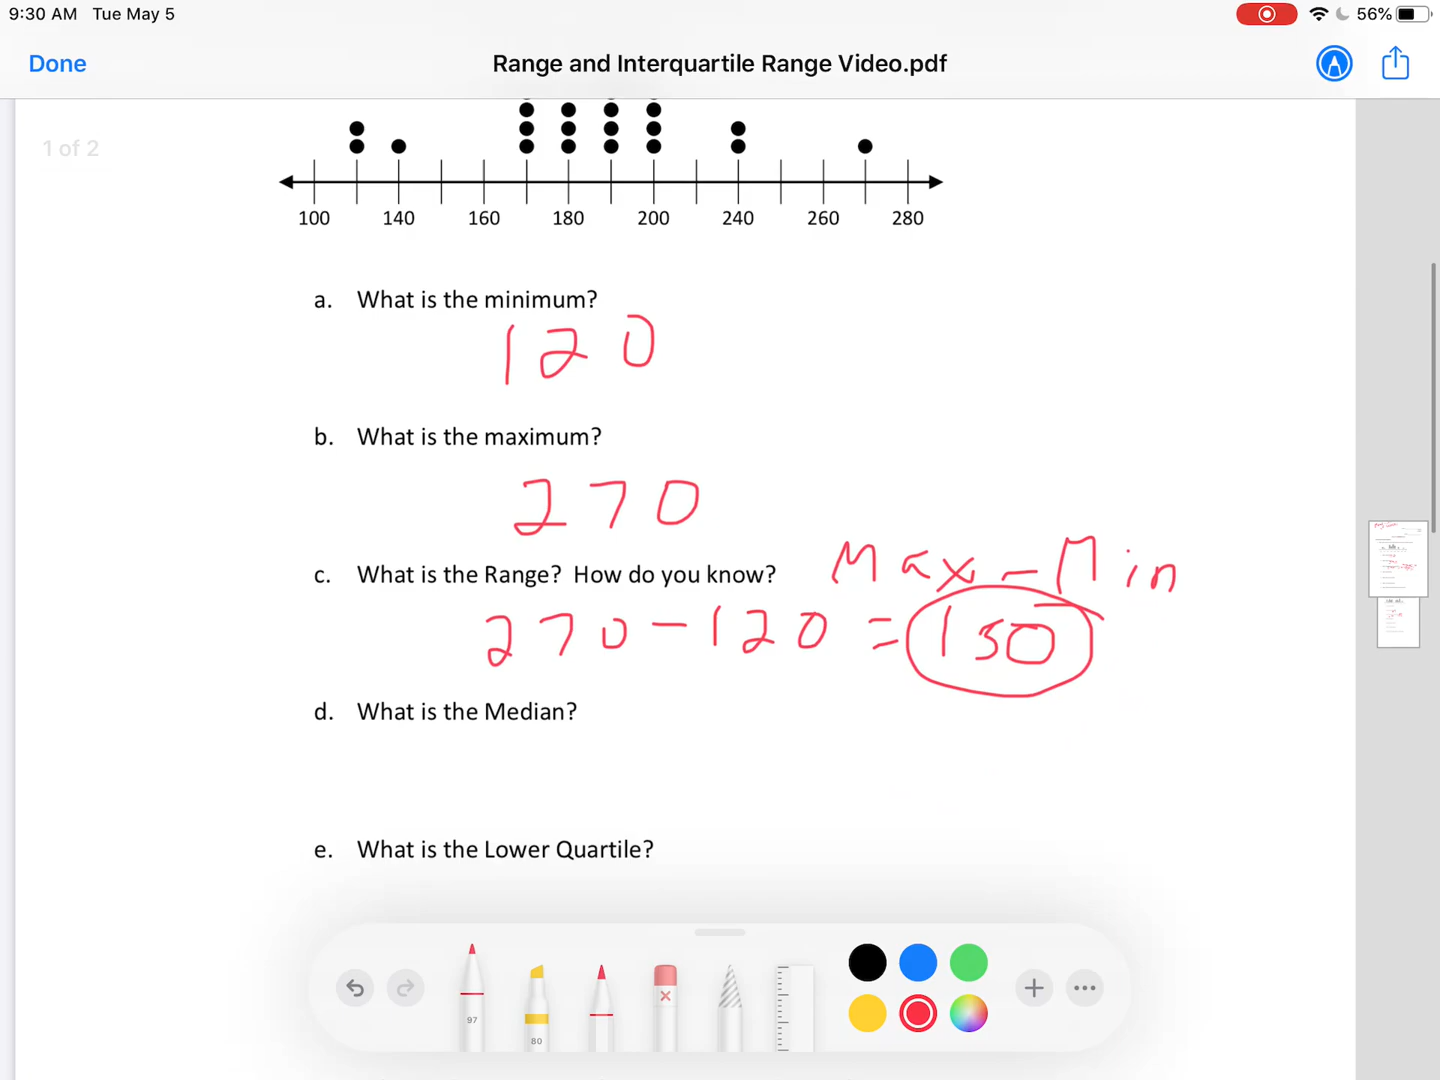 9:30 AM Tue May 5
56%
Done
Range and Interquartile Range Video.pdf
1 of 2
100 140 160 180 200 240 260 280
a. What is the minimum?
120
b. What is the maximum?
270
c. What is the Range? How do you know? Max - Min
270 - 120 = 150
d. What is the Median?
e. What is the Lower Quartile?
97
80